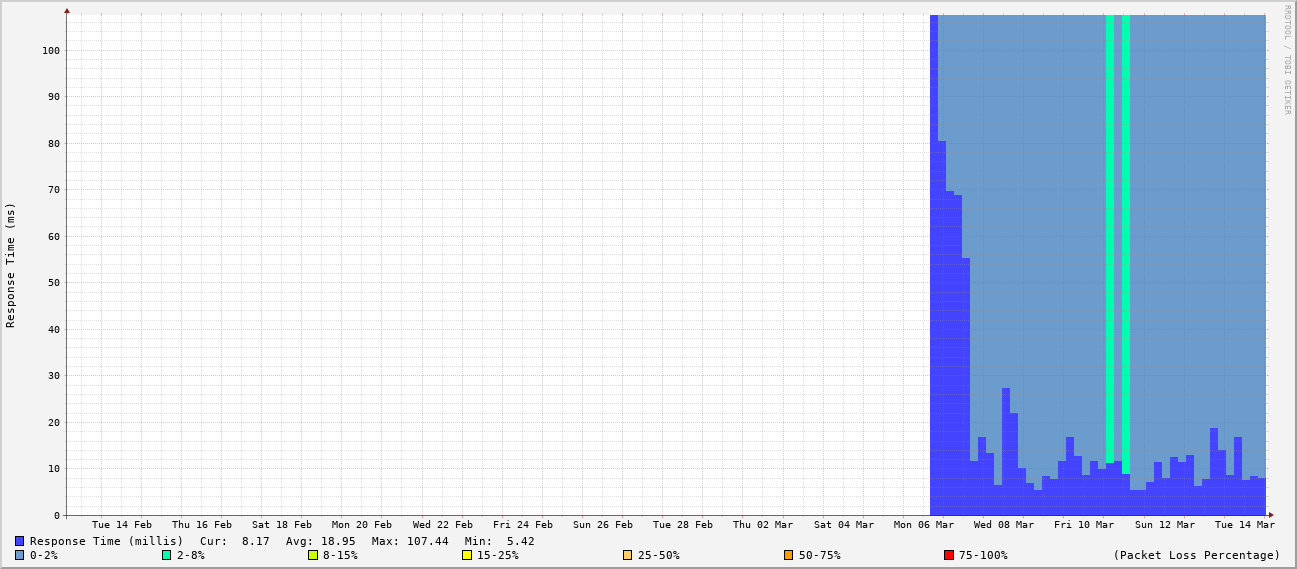 RRDTOOL / TOBI OETIKER
Response Time (ms)
100
90
80
70
60
50
40
30
20
10
0
Tue 14 Feb Thu 16 Feb Sat 18 Feb Mon 20 Feb Wed 22 Feb Fri 24 Feb Sun 26 Feb Tue 28 Feb Thu 02 Mar Sat 04 Mar Mon 06 Mar Wed 08 Mar Fri 10 Mar Sun 12 Mar Tue 14 Mar
Response Time (millis) Cur: 8.17 Avg: 18.95 Max: 107.44 Min: 5.42
0-2% 2-8% 8-15% 15-25% 25-50% 50-75% 75-100% (Packet Loss Percentage)